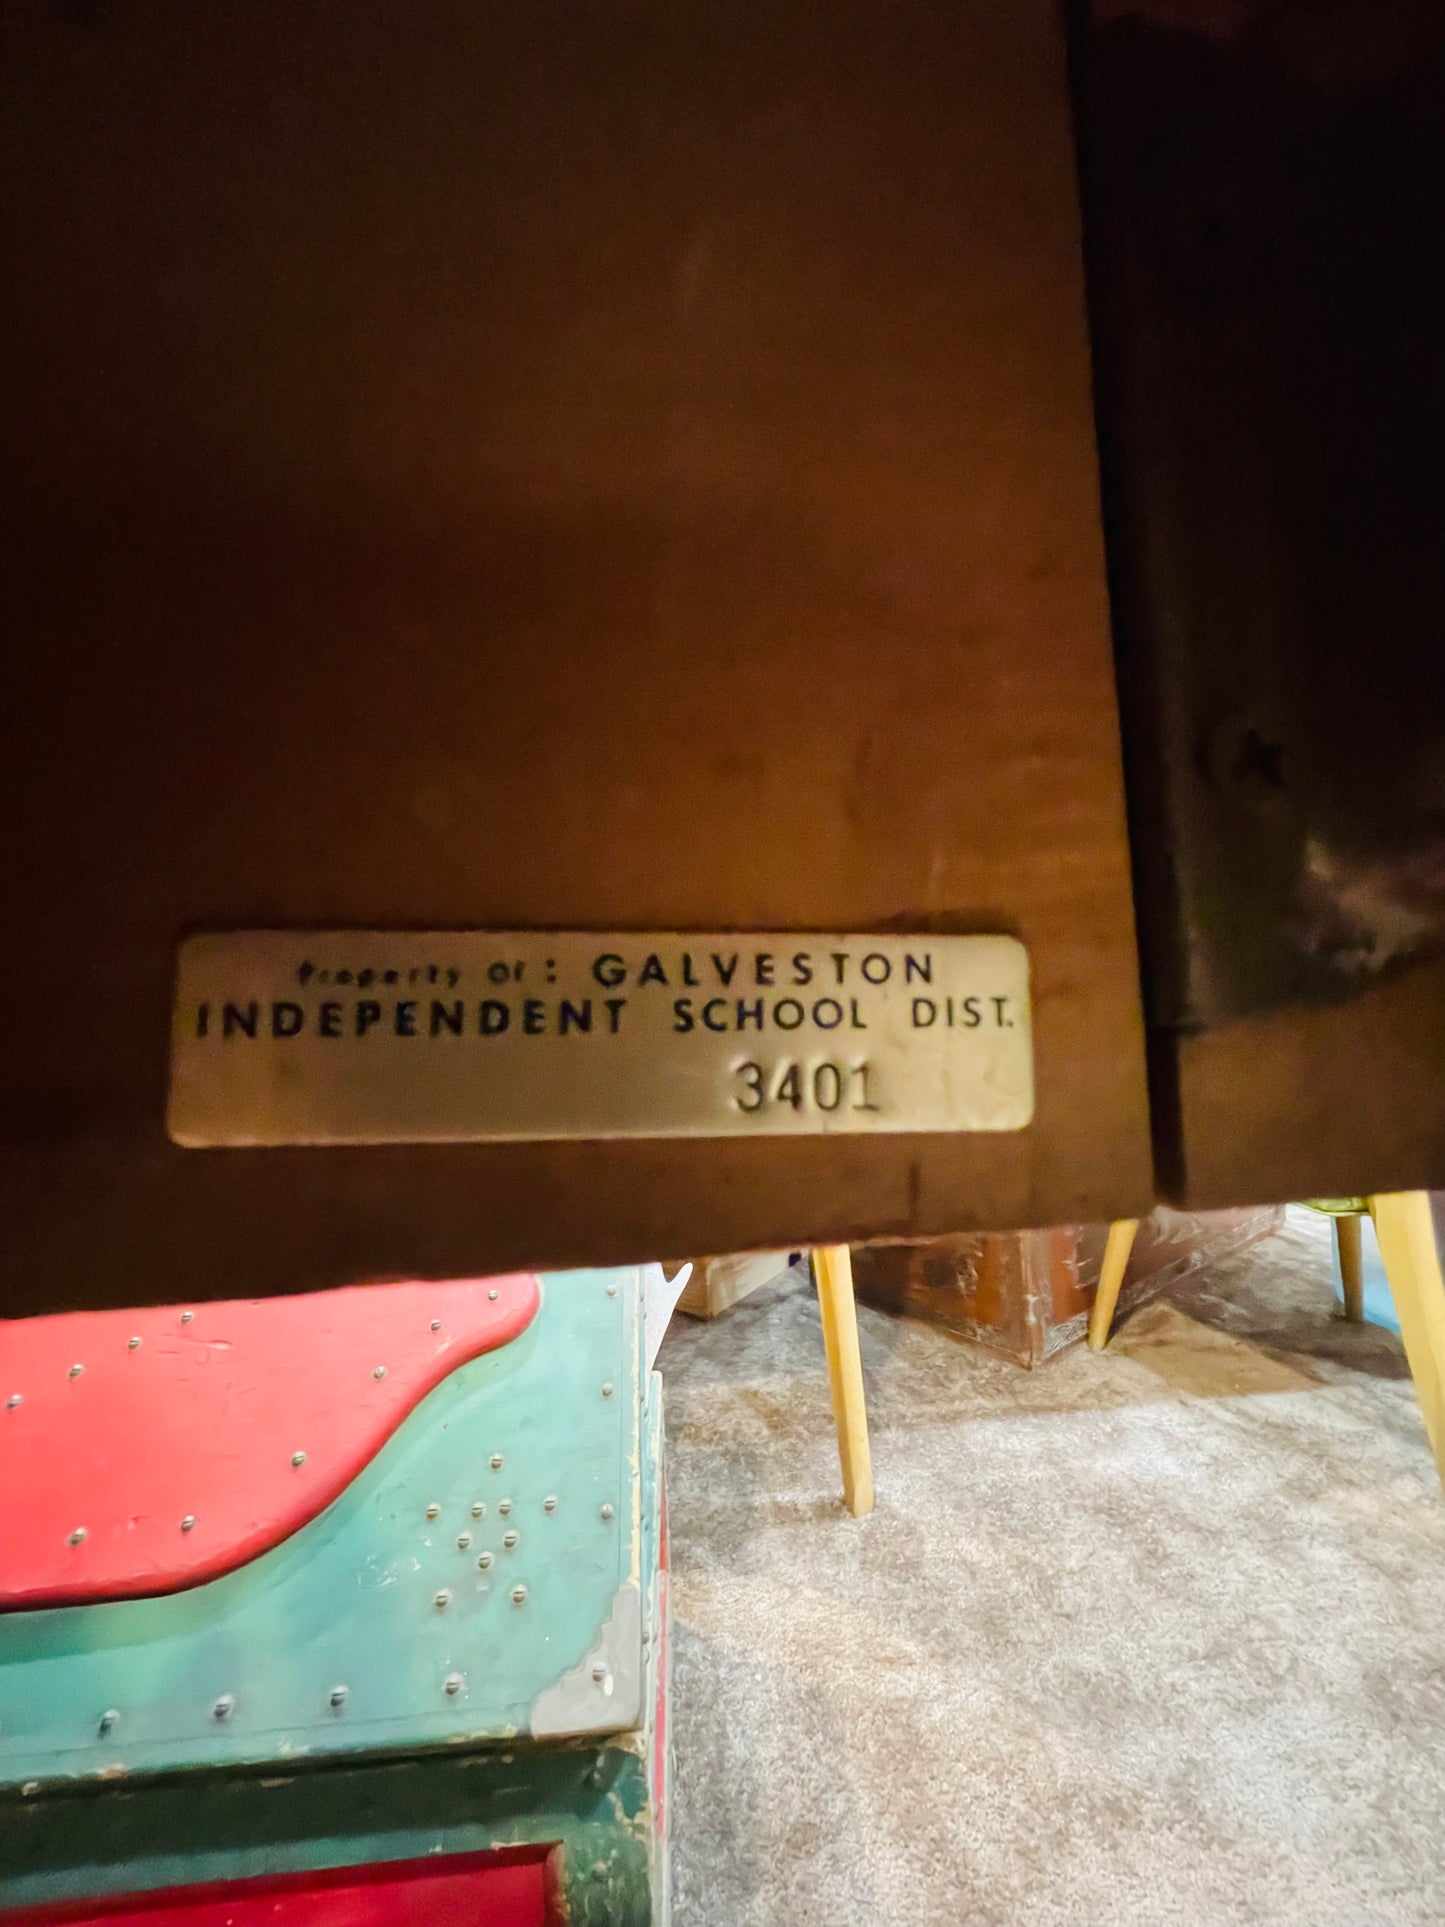 Property Of: GALVESTON
INDEPENDENT SCHOOL DIST.
3401